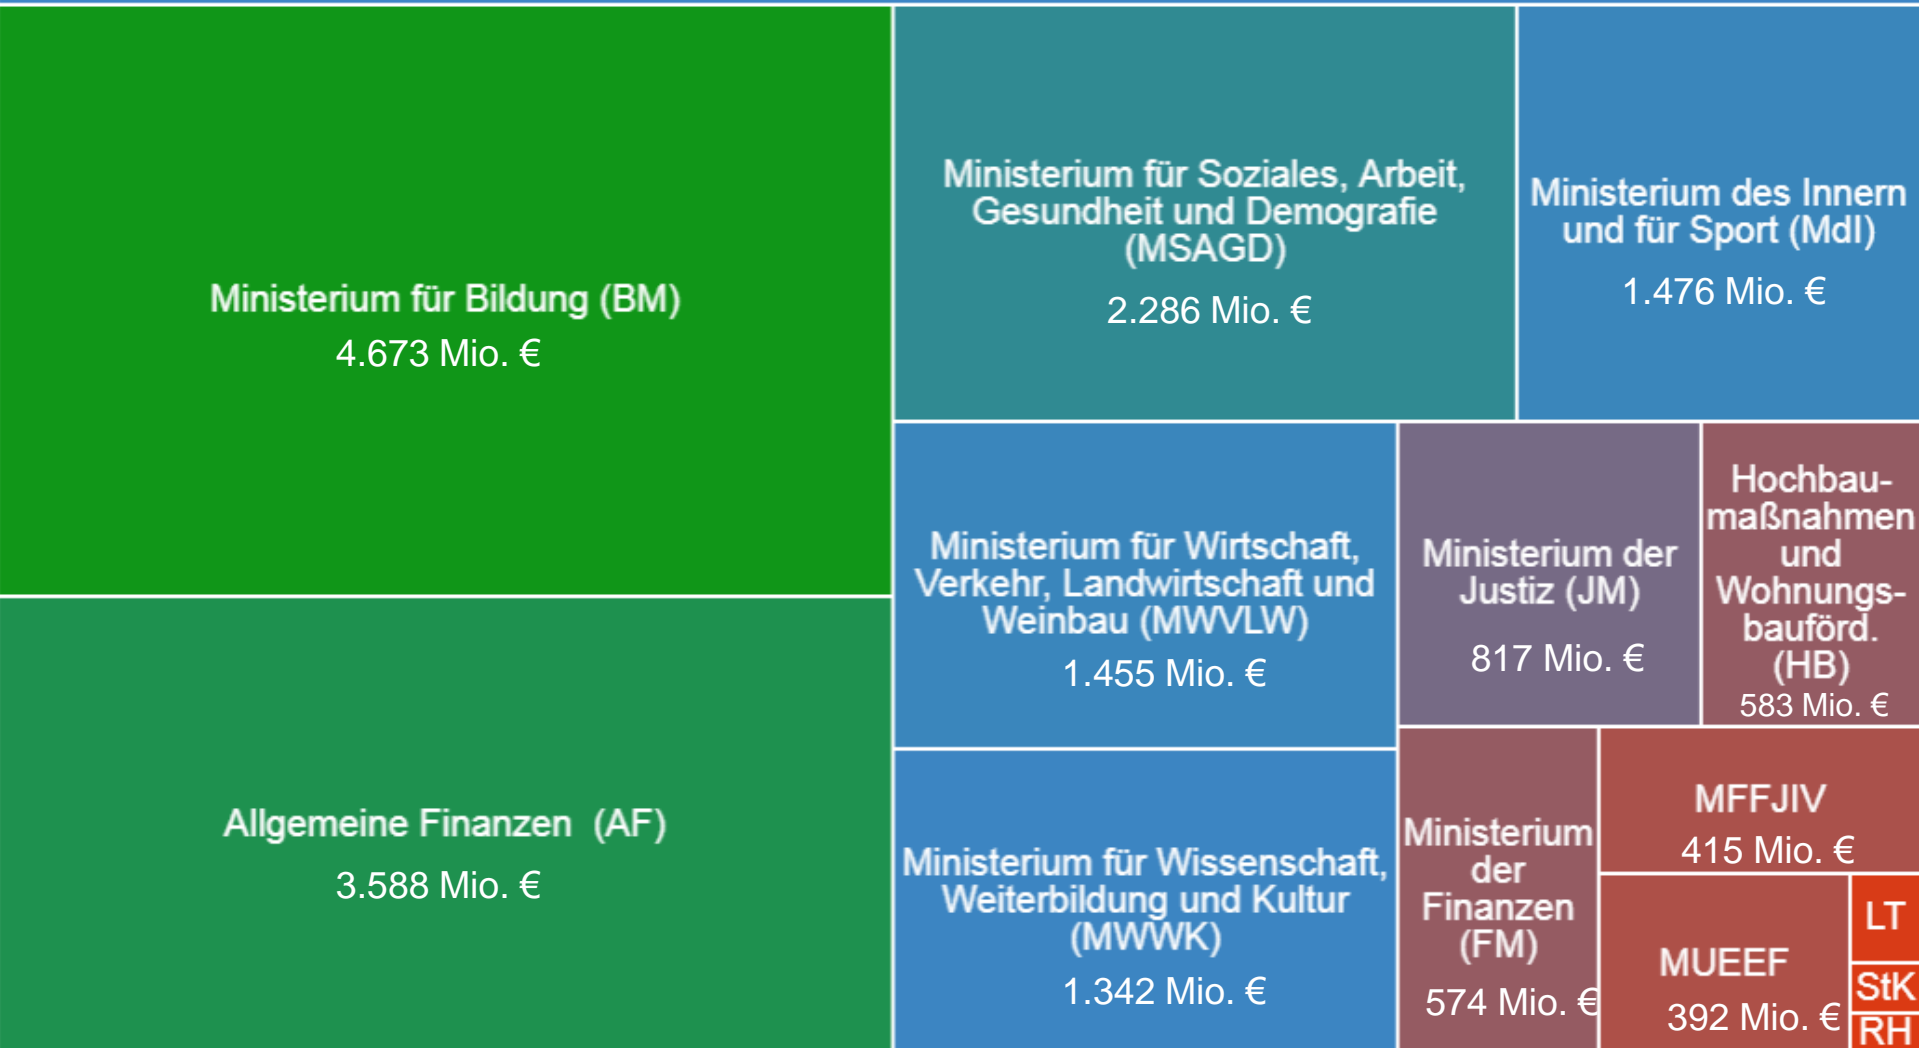 Ministerium für Bildung (BM)
4.673 Mio. €
Allgemeine Finanzen  (AF)
3.588 Mio. €
Ministerium für Soziales, Arbeit,
Gesundheit und Demografie
(MSAGD)
2.286 Mio. €
Ministerium des Innern
und für Sport (MdI)
1.476 Mio. €
Ministerium für Wirtschaft,
Verkehr, Landwirtschaft und
Weinbau (MWVLW)
1.455 Mio. €
Ministerium für Wissenschaft,
Weiterbildung und Kultur
(MWWK)
1.342 Mio. €
Ministerium der
Justiz (JM)
817 Mio. €
Hochbau-
maßnahmen
und
Wohnungs-
bauförd.
(HB)
583 Mio. €
Ministerium
der
Finanzen
(FM)
574 Mio. €
MFFJIV
415 Mio. €
MUEEF
392 Mio. €
LT
StK
RH